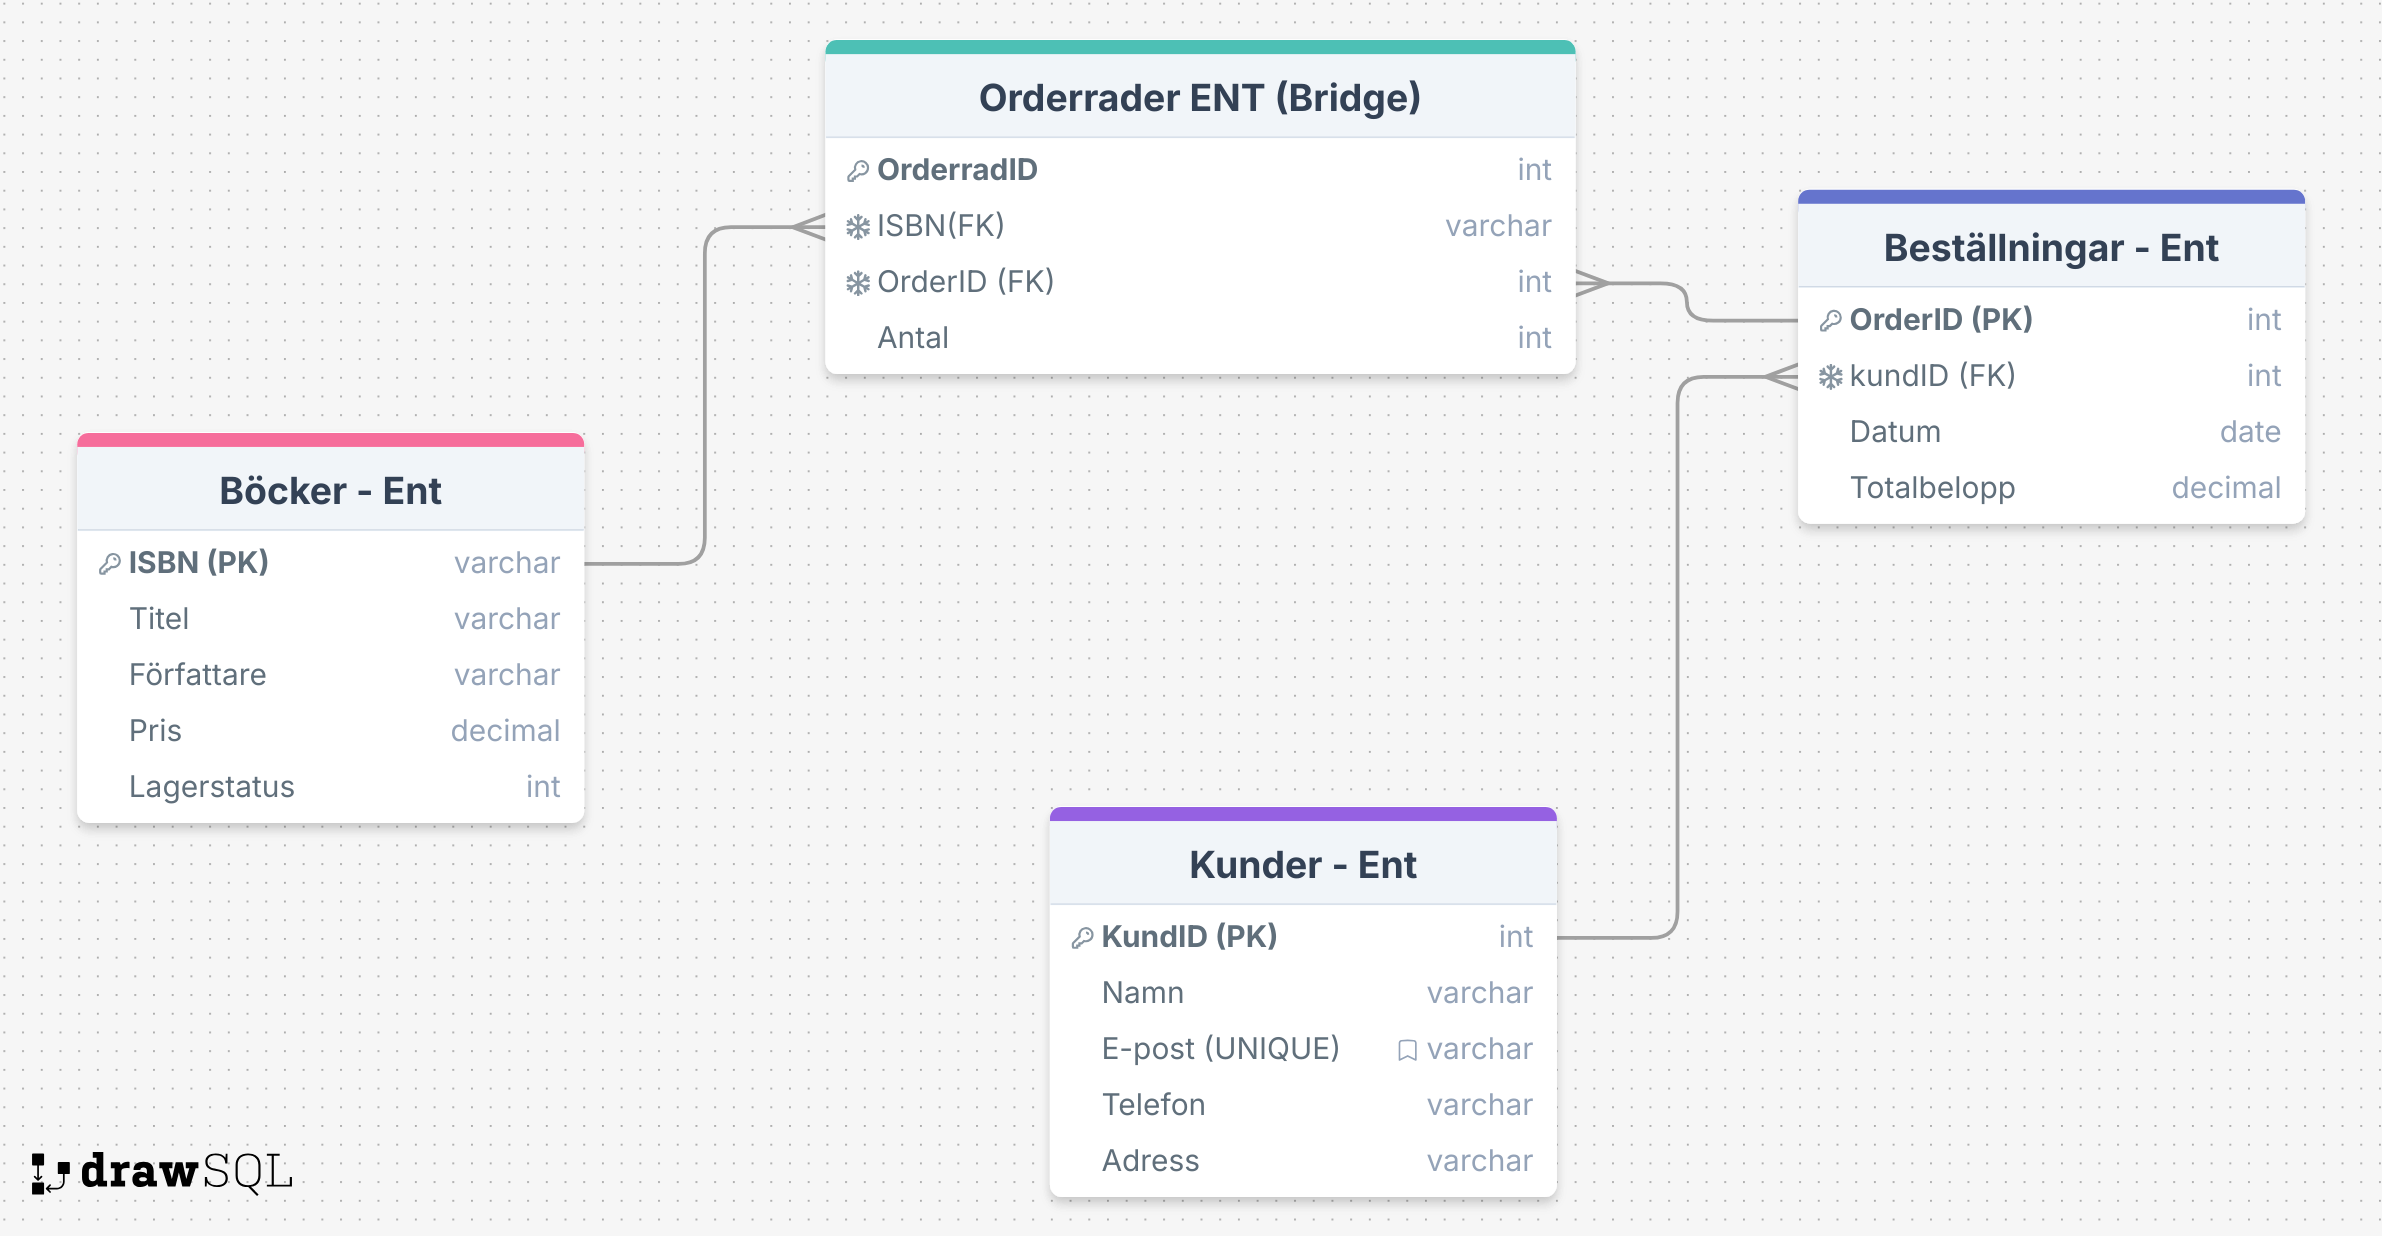 Orderrader ENT (Bridge)
OrderradID int
ISBN(FK) varchar
OrderID (FK) int
Antal int
Beställningar - Ent
OrderID (PK) int
kundID (FK) int
Datum date
Totalbelopp decimal
Böcker - Ent
ISBN (PK) varchar
Titel varchar
Författare varchar
Pris decimal
Lagerstatus int
Kunder - Ent
KundID (PK) int
Namn varchar
E-post (UNIQUE) varchar
Telefon varchar
Adress varchar
drawSQL